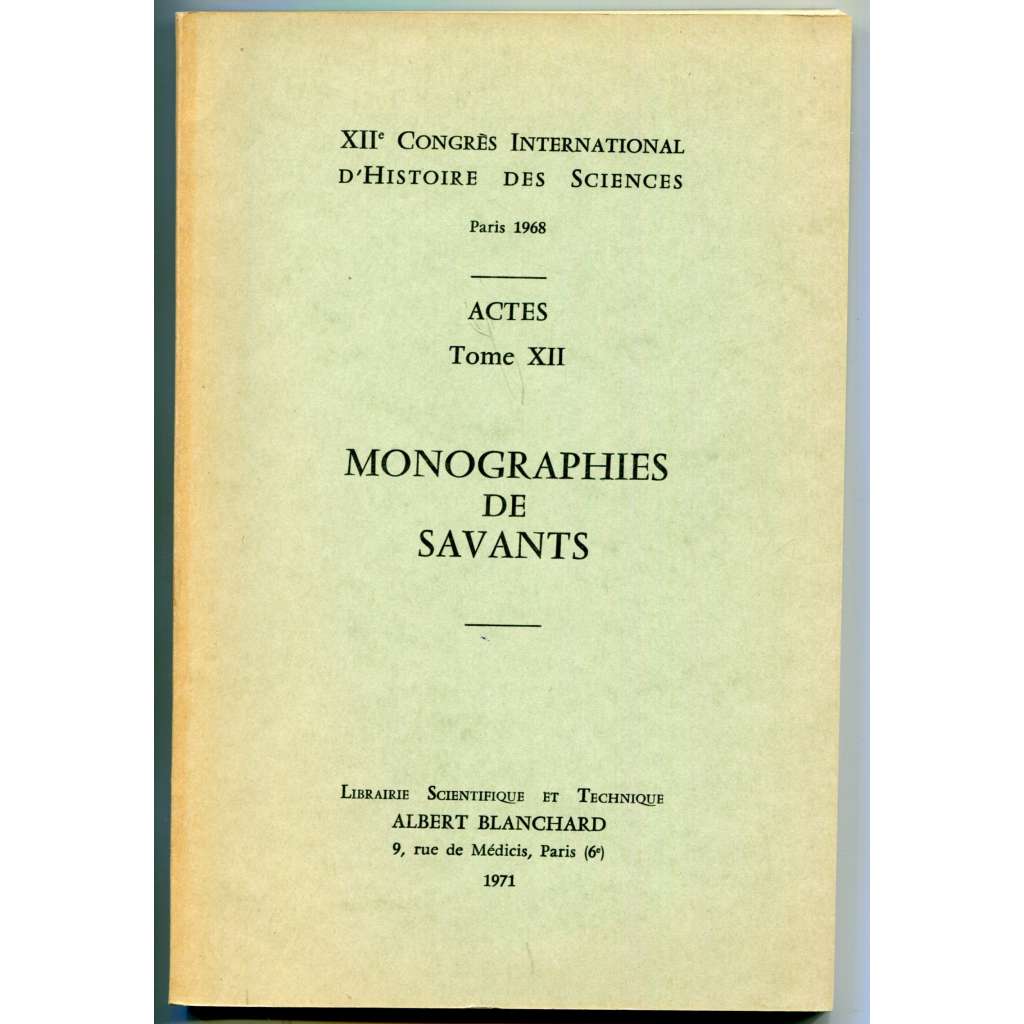 XIIe Congrès International
d'Histoire des Sciences
Paris 1968
ACTES
Tome XII
MONOGRAPHIES
DE
SAVANTS
Librairie Scientifique et Technique
ALBERT BLANCHARD
9, rue de Médicis, Paris (6e)
1971